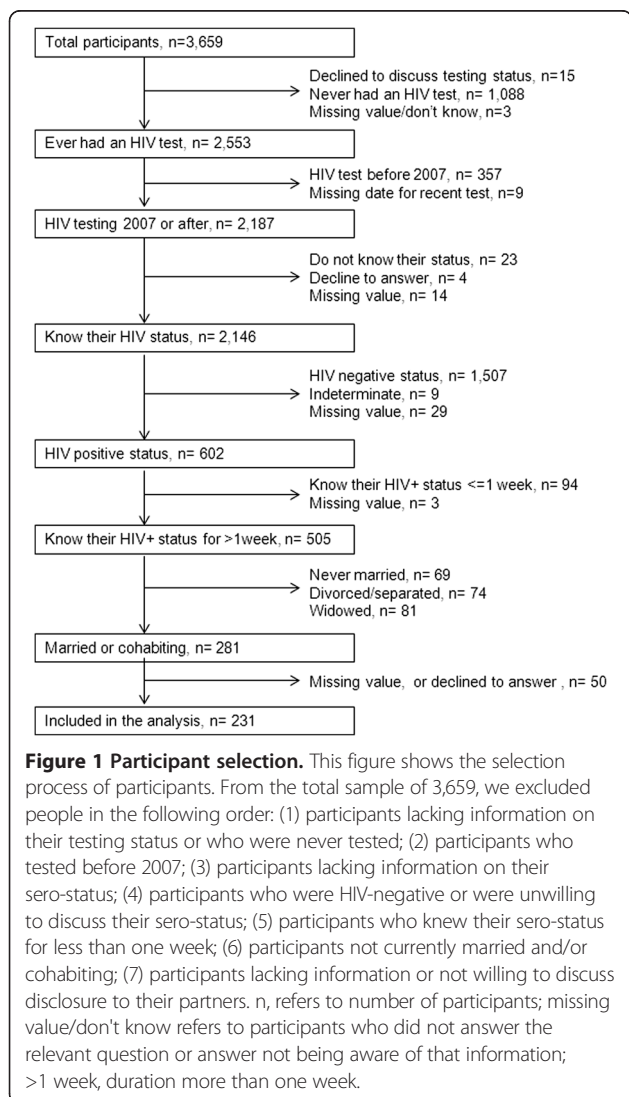 Total participants, n=3,659
Declined to discuss testing status, n=15
Never had an HIV test, n= 1,088
Missing value/don't know, n=3
Ever had an HIV test, n= 2,553
HIV test before 2007, n= 357
Missing date for recent test, n=9
HIV testing 2007 or after, n= 2,187
Do not know their status, n= 23
Decline to answer, n= 4
Missing value, n= 14
Know their HIV status, n= 2,146
HIV negative status, n= 1,507
Indeterminate, n= 9
Missing value, n= 29
HIV positive status, n= 602
Know their HIV+ status <=1 week, n= 94
Missing value, n= 3
Know their HIV+ status for >1week, n= 505
Never married, n= 69
Divorced/separated, n= 74
Widowed, n= 81
Married or cohabiting, n= 281
Missing value, or declined to answer , n= 50
Included in the analysis, n= 231
Figure 1 Participant selection. This figure shows the selection
process of participants. From the total sample of 3,659, we excluded
people in the following order: (1) participants lacking information on
their testing status or who were never tested; (2) participants who
tested before 2007; (3) participants lacking information on their
sero-status; (4) participants who were HIV-negative or were unwilling
to discuss their sero-status; (5) participants who knew their sero-status
for less than one week; (6) participants not currently married and/or
cohabiting; (7) participants lacking information or not willing to discuss
disclosure to their partners. n, refers to number of participants; missing
value/don't know refers to participants who did not answer the
relevant question or answer not being aware of that information;
>1 week, duration more than one week.